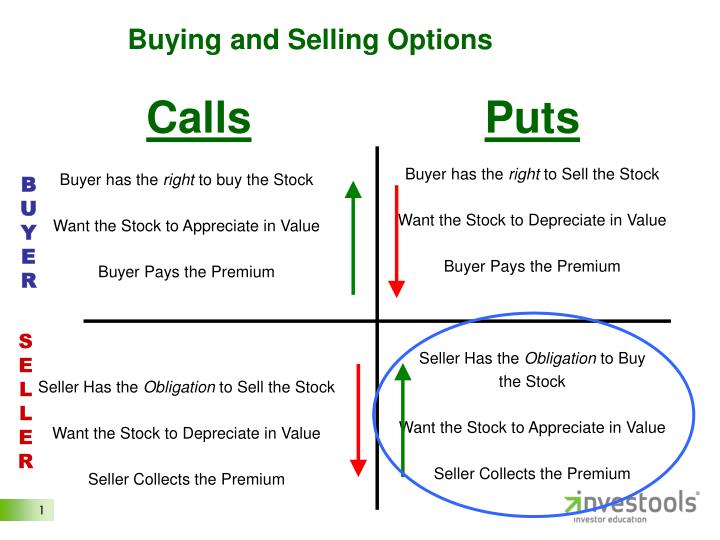 Buying and Selling Options
Calls
Puts
BUYER
Buyer has the right to buy the Stock
Want the Stock to Appreciate in Value
Buyer Pays the Premium
Buyer has the right to Sell the Stock
Want the Stock to Depreciate in Value
Buyer Pays the Premium
SELLER
Seller Has the Obligation to Sell the Stock
Want the Stock to Depreciate in Value
Seller Collects the Premium
Seller Has the Obligation to Buy
the Stock
Want the Stock to Appreciate in Value
Seller Collects the Premium
1
investools®
investor education